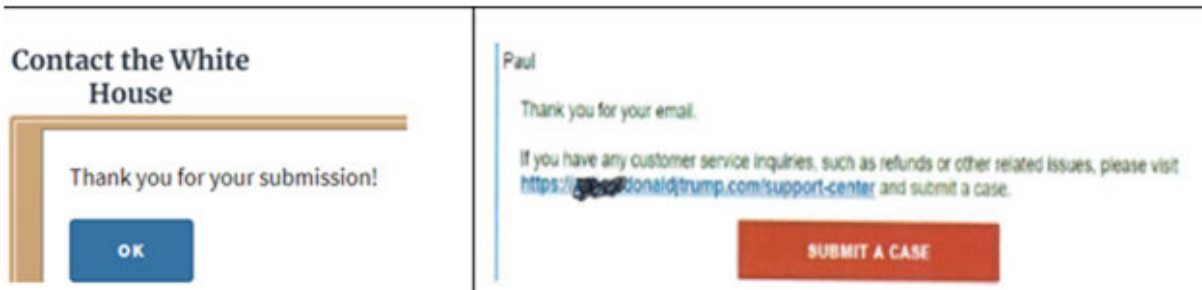 Contact the White
House
Thank you for your submission!
OK
Paul
Thank you for your email.
If you have any customer service inquiries, such as refunds or other related issues, please visit
https://donaldjtrump.com/support-center and submit a case.
SUBMIT A CASE